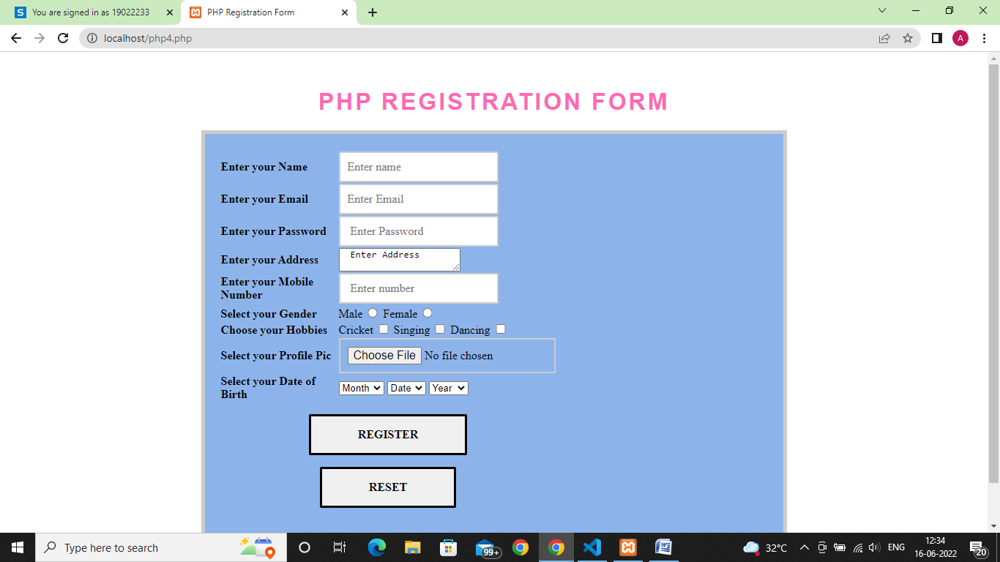 You are signed in as 19022233
PHP Registration Form
localhost/php4.php
A
PHP REGISTRATION FORM
Enter your Name Enter name
Enter your Email Enter Email
Enter your Password Enter Password
Enter your Address Enter Address
Enter your Mobile
Number Enter number
Select your Gender Male Female
Choose your Hobbies Cricket Singing Dancing
Select your Profile Pic Choose File No file chosen
Select your Date of
Birth Month Date Year
REGISTER
RESET
Type here to search
99+
32°C
ENG
12:34
16-06-2022
20